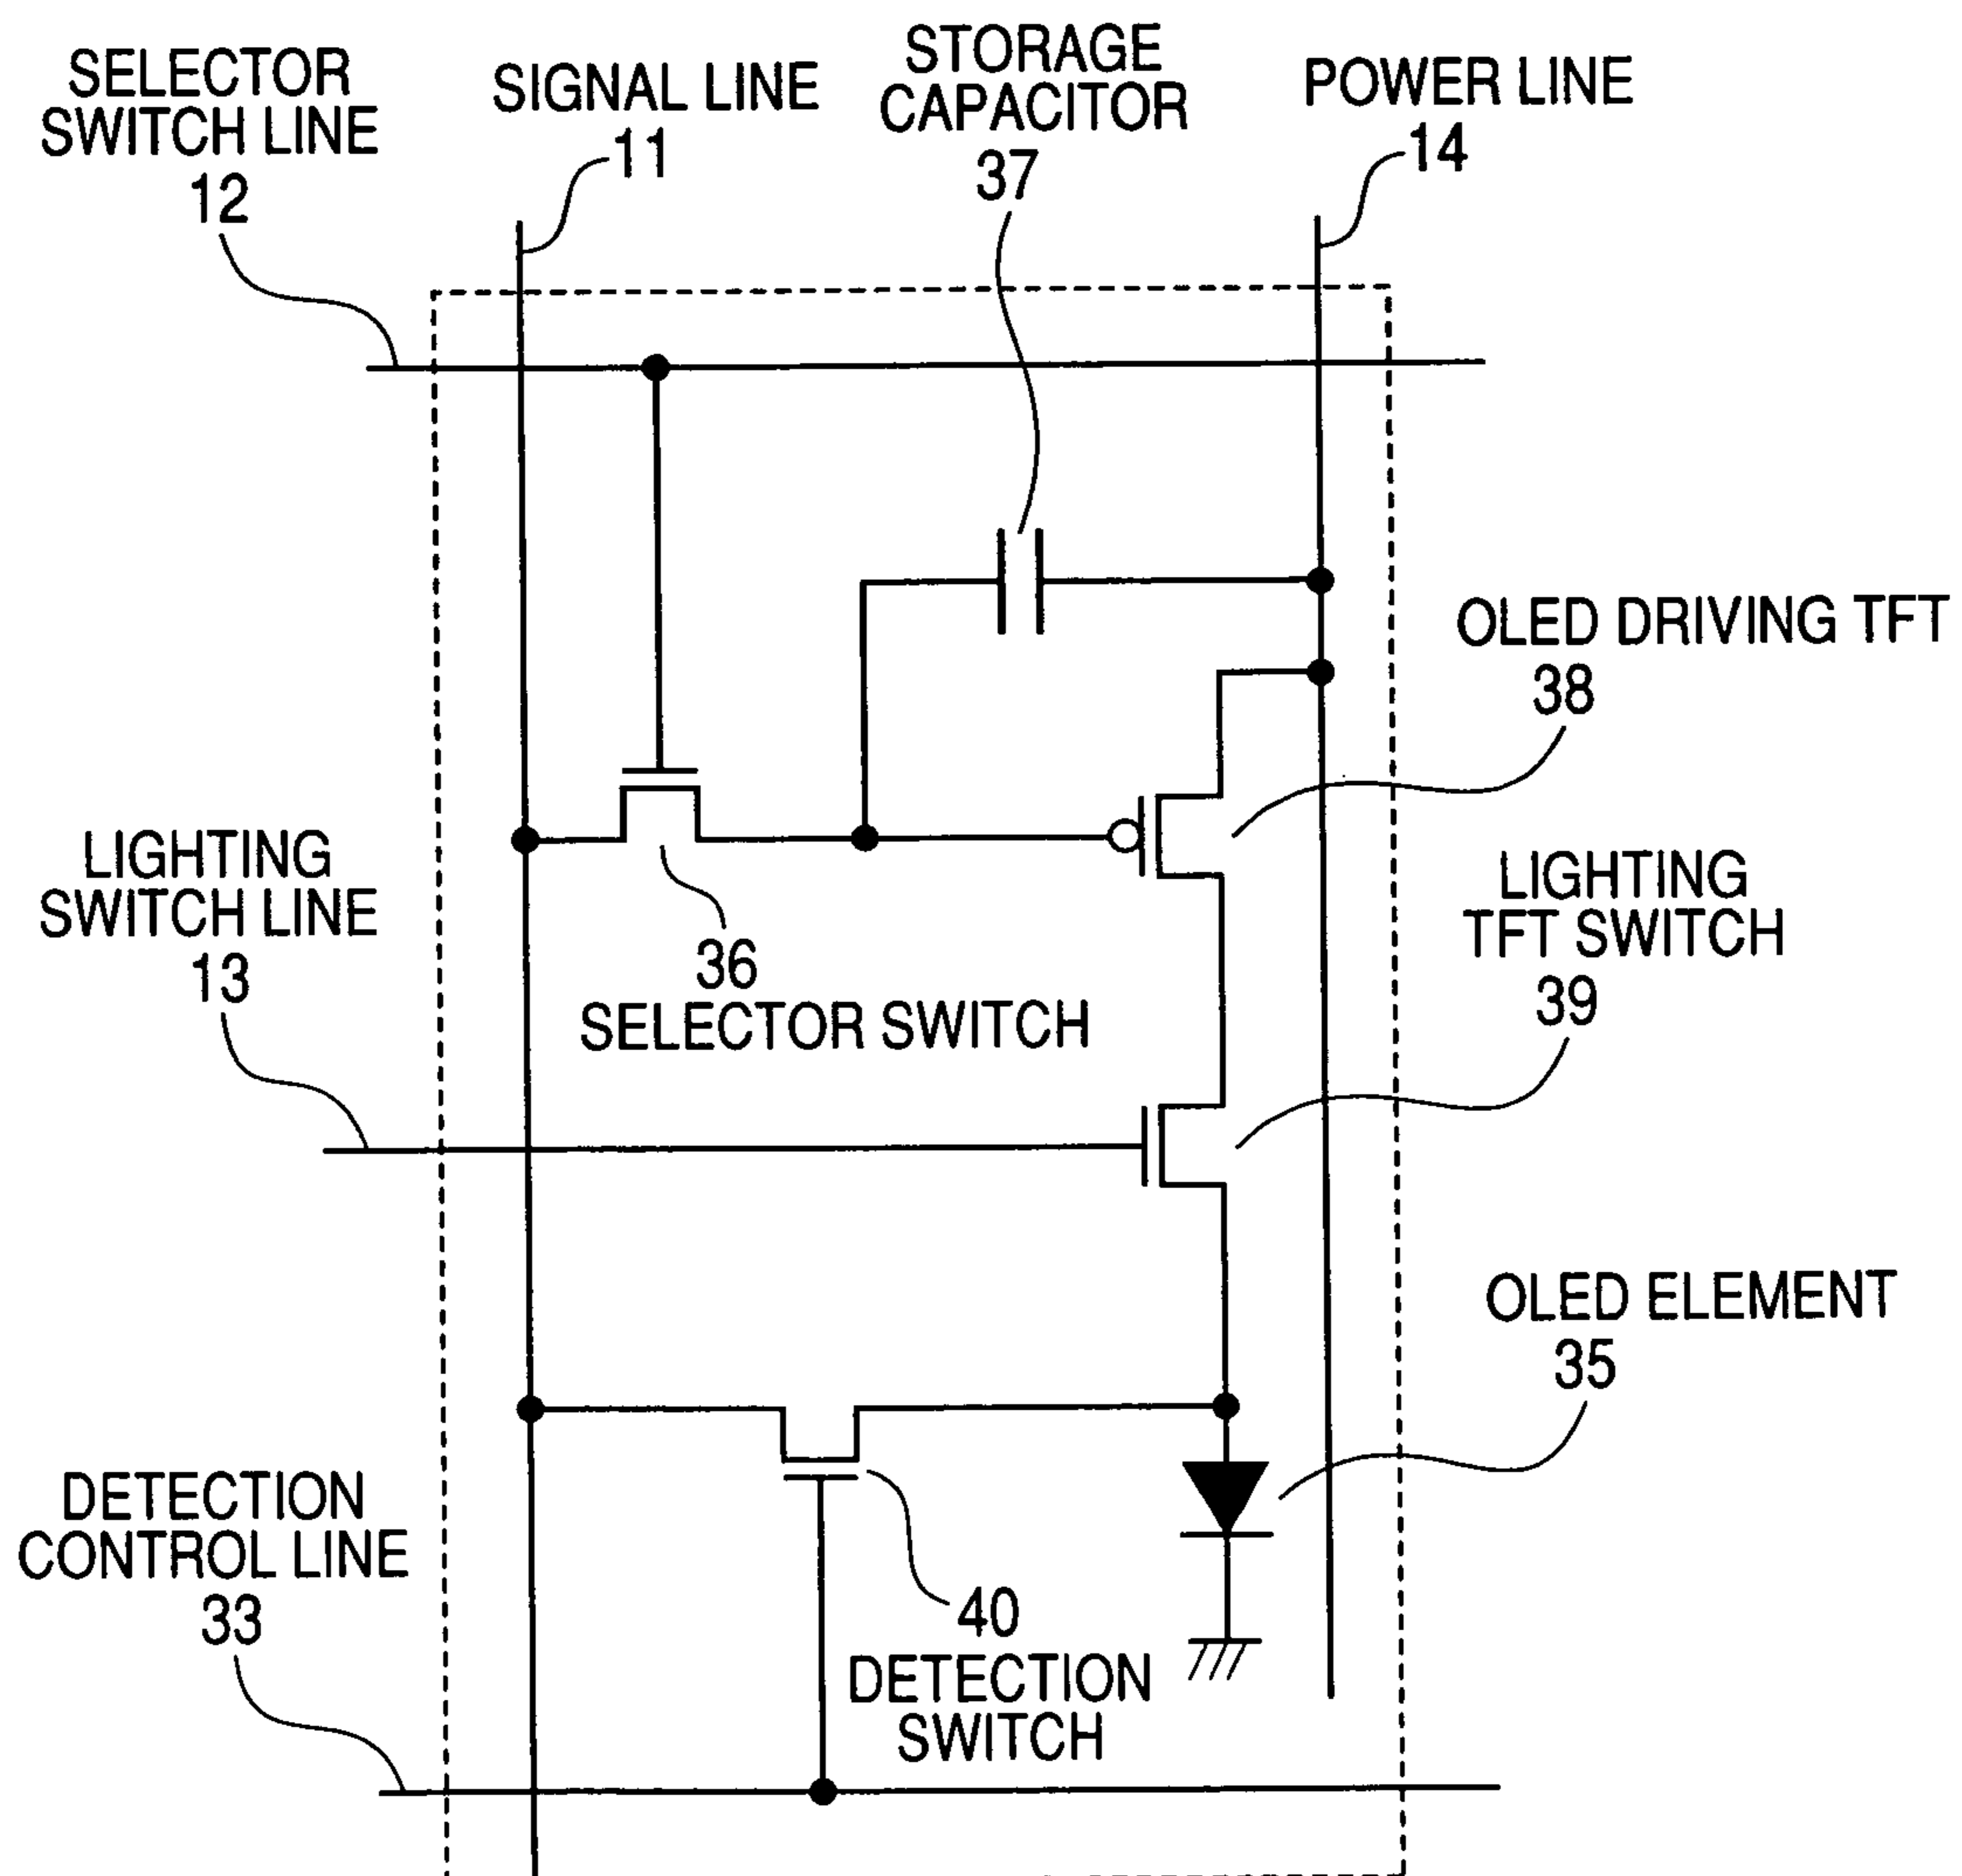 SELECTOR
SWITCH LINE
12
SIGNAL LINE
11
STORAGE
CAPACITOR
37
POWER LINE
14
OLED DRIVING TFT
38
LIGHTING
SWITCH LINE
13
36
SELECTOR SWITCH
LIGHTING
TFT SWITCH
39
OLED ELEMENT
35
DETECTION
CONTROL LINE
33
40
DETECTION
SWITCH